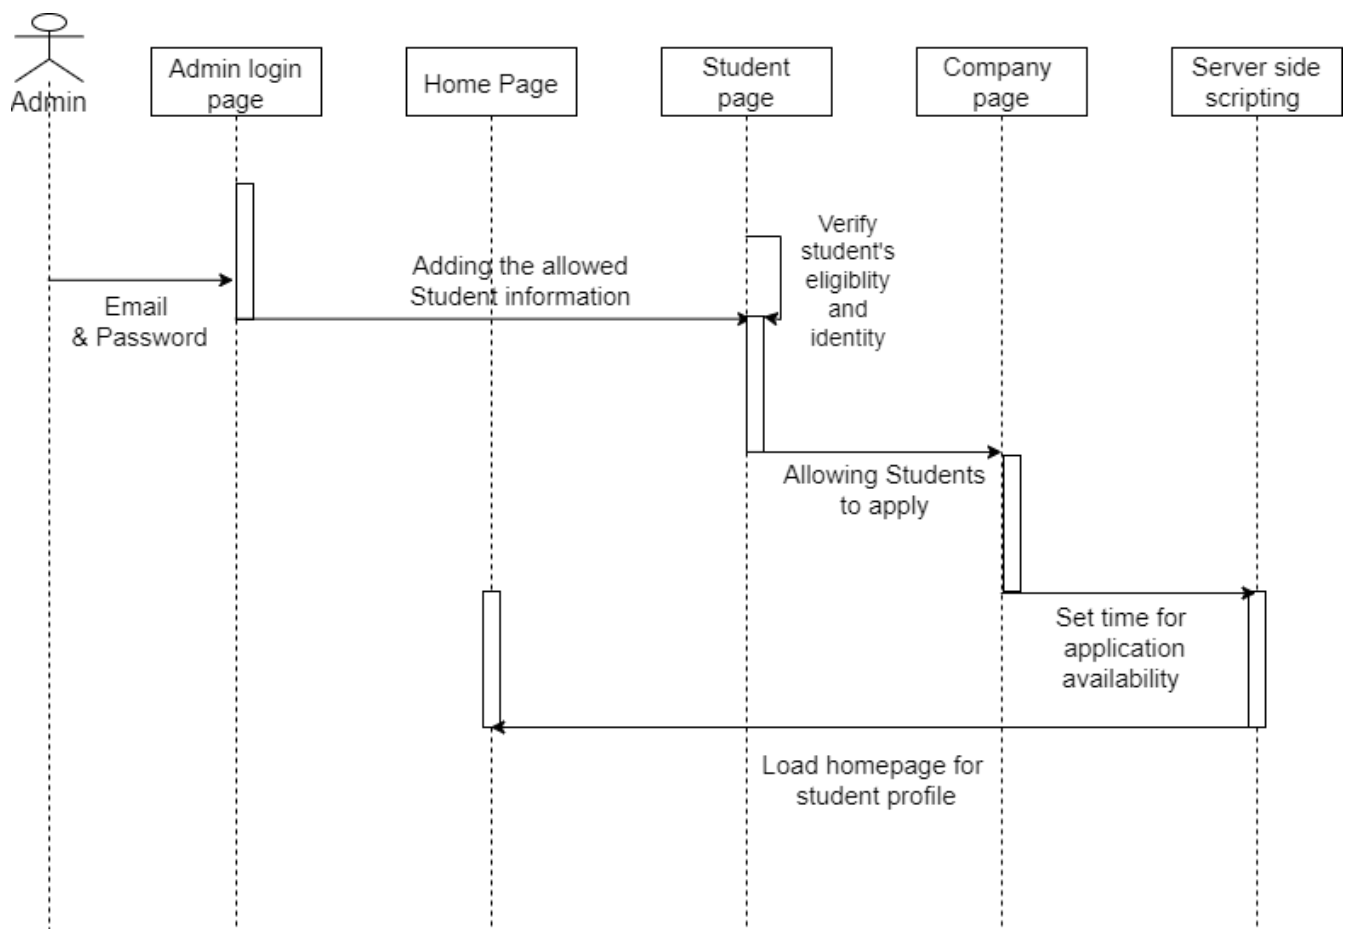 Admin
Admin login
page
Home Page
Student
page
Company
page
Server side
scripting
Verify
student's
eligiblity
and
identity
Adding the allowed
Student information
Email
& Password
Allowing Students
to apply
Set time for
application
availability
Load homepage for
student profile